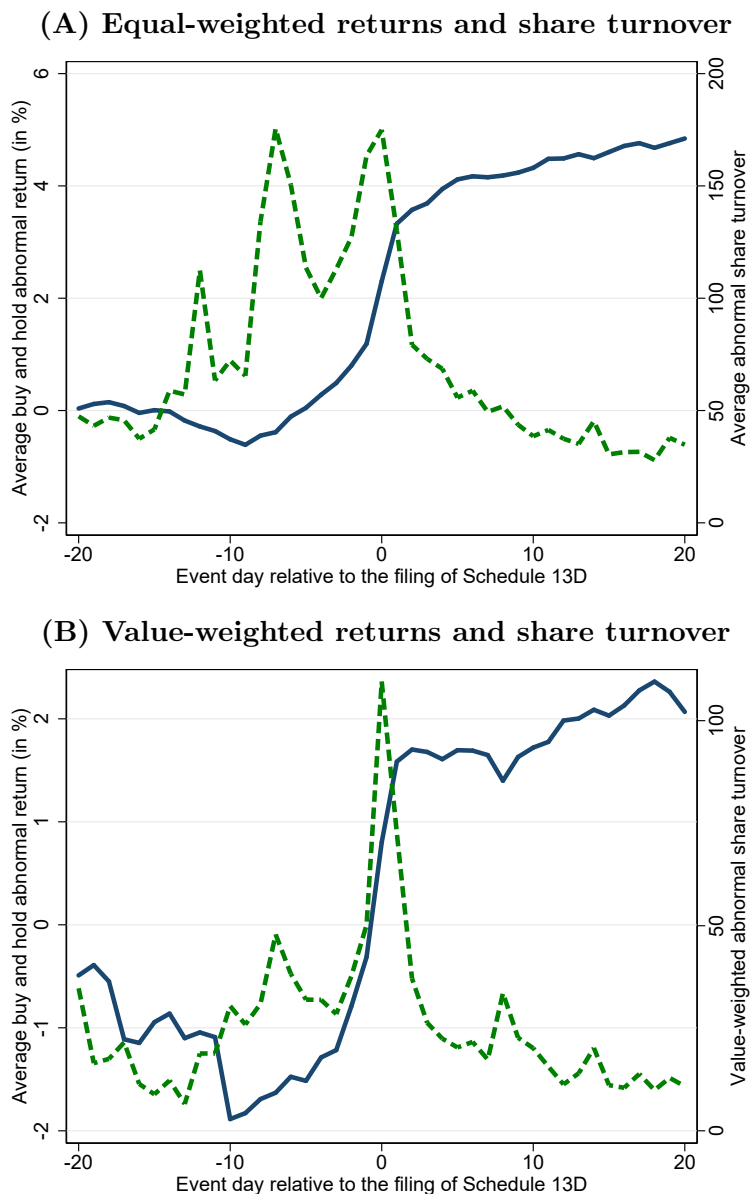 (A) Equal-weighted returns and share turnover
Average buy and hold abnormal return (in %)
6
4
2
0
-2
200
150
100
50
0
Average abnormal share turnover
-20 -10 0 10 20
Event day relative to the filing of Schedule 13D
(B) Value-weighted returns and share turnover
Average buy and hold abnormal return (in %)
2
1
0
-1
-2
100
50
0
Value-weighted abnormal share turnover
-20 -10 0 10 20
Event day relative to the filing of Schedule 13D